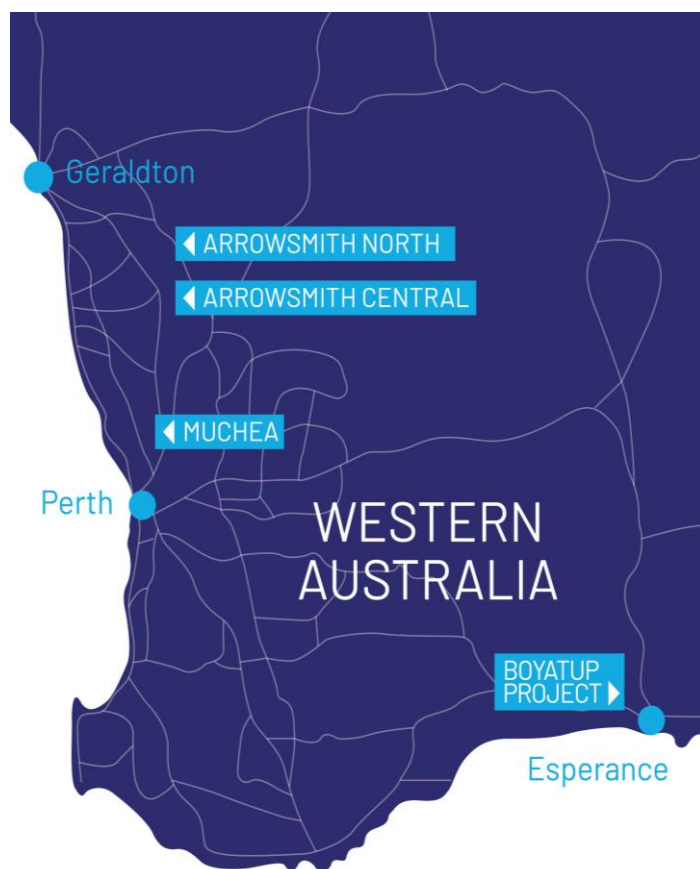 Geraldton
ARROWSMITH NORTH
ARROWSMITH CENTRAL
MUCHEA
Perth
WESTERN
AUSTRALIA
BOYATUP
PROJECT
Esperance